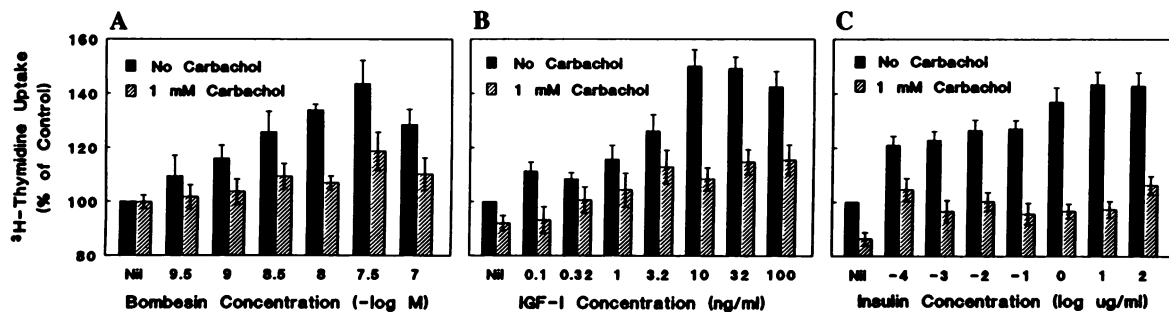 A
B
C
³H-Thymidine Uptake
(% of Control)
160
140
120
100
80
No Carbachol
1 mM Carbachol
Nil 9.5 9 8.5 8 7.5 7
Bombesin Concentration (-log M)
No Carbachol
1 mM Carbachol
Nil 0.1 0.32 1 3.2 10 32 100
IGF-I Concentration (ng/ml)
No Carbachol
1 mM Carbachol
Nil -4 -3 -2 -1 0 1 2
Insulin Concentration (log ug/ml)